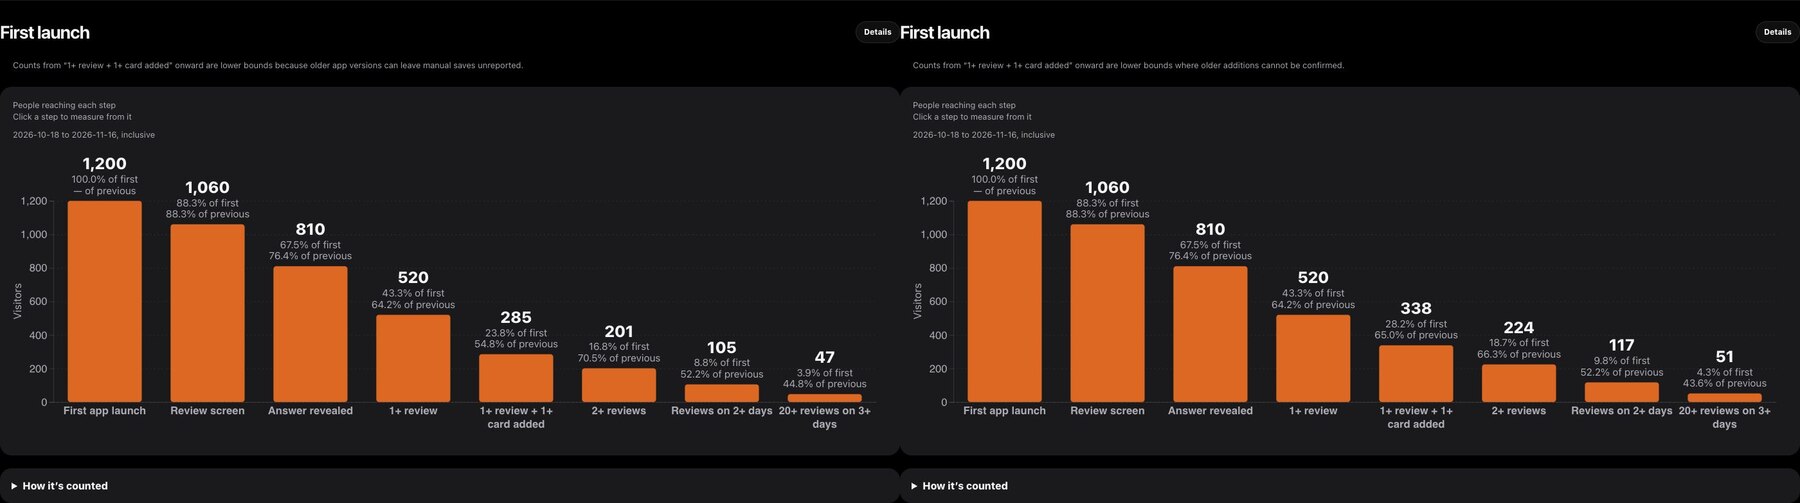 First launch
Details
Counts from "1+ review + 1+ card added" onward are lower bounds because older app versions can leave manual saves unreported.
People reaching each step
Click a step to measure from it
2026-10-18 to 2026-11-16, inclusive
1,200
100.0% of first
— of previous
1,060
88.3% of first
88.3% of previous
810
67.5% of first
76.4% of previous
520
43.3% of first
64.2% of previous
285
23.8% of first
54.8% of previous
201
16.8% of first
70.5% of previous
105
8.8% of first
52.2% of previous
47
3.9% of first
44.8% of previous
Visitors
1,200
1,000
800
600
400
200
0
First app launch
Review screen
Answer revealed
1+ review
1+ review + 1+
card added
2+ reviews
Reviews on 2+ days
20+ reviews on 3+
days
▶ How it’s counted
First launch
Details
Counts from "1+ review + 1+ card added" onward are lower bounds where older additions cannot be confirmed.
People reaching each step
Click a step to measure from it
2026-10-18 to 2026-11-16, inclusive
1,200
100.0% of first
— of previous
1,060
88.3% of first
88.3% of previous
810
67.5% of first
76.4% of previous
520
43.3% of first
64.2% of previous
338
28.2% of first
65.0% of previous
224
18.7% of first
66.3% of previous
117
9.8% of first
52.2% of previous
51
4.3% of first
43.6% of previous
Visitors
1,200
1,000
800
600
400
200
0
First app launch
Review screen
Answer revealed
1+ review
1+ review + 1+
card added
2+ reviews
Reviews on 2+ days
20+ reviews on 3+
days
▶ How it’s counted